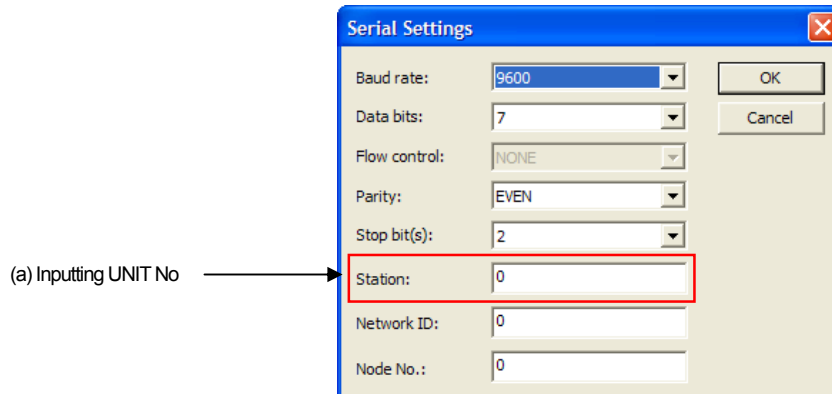 Serial Settings
Baud rate: 9600 OK
Data bits: 7 Cancel
Flow control: NONE
Parity: EVEN
Stop bit(s): 2
(a) Inputting UNIT No Station: 0
Network ID: 0
Node No.: 0